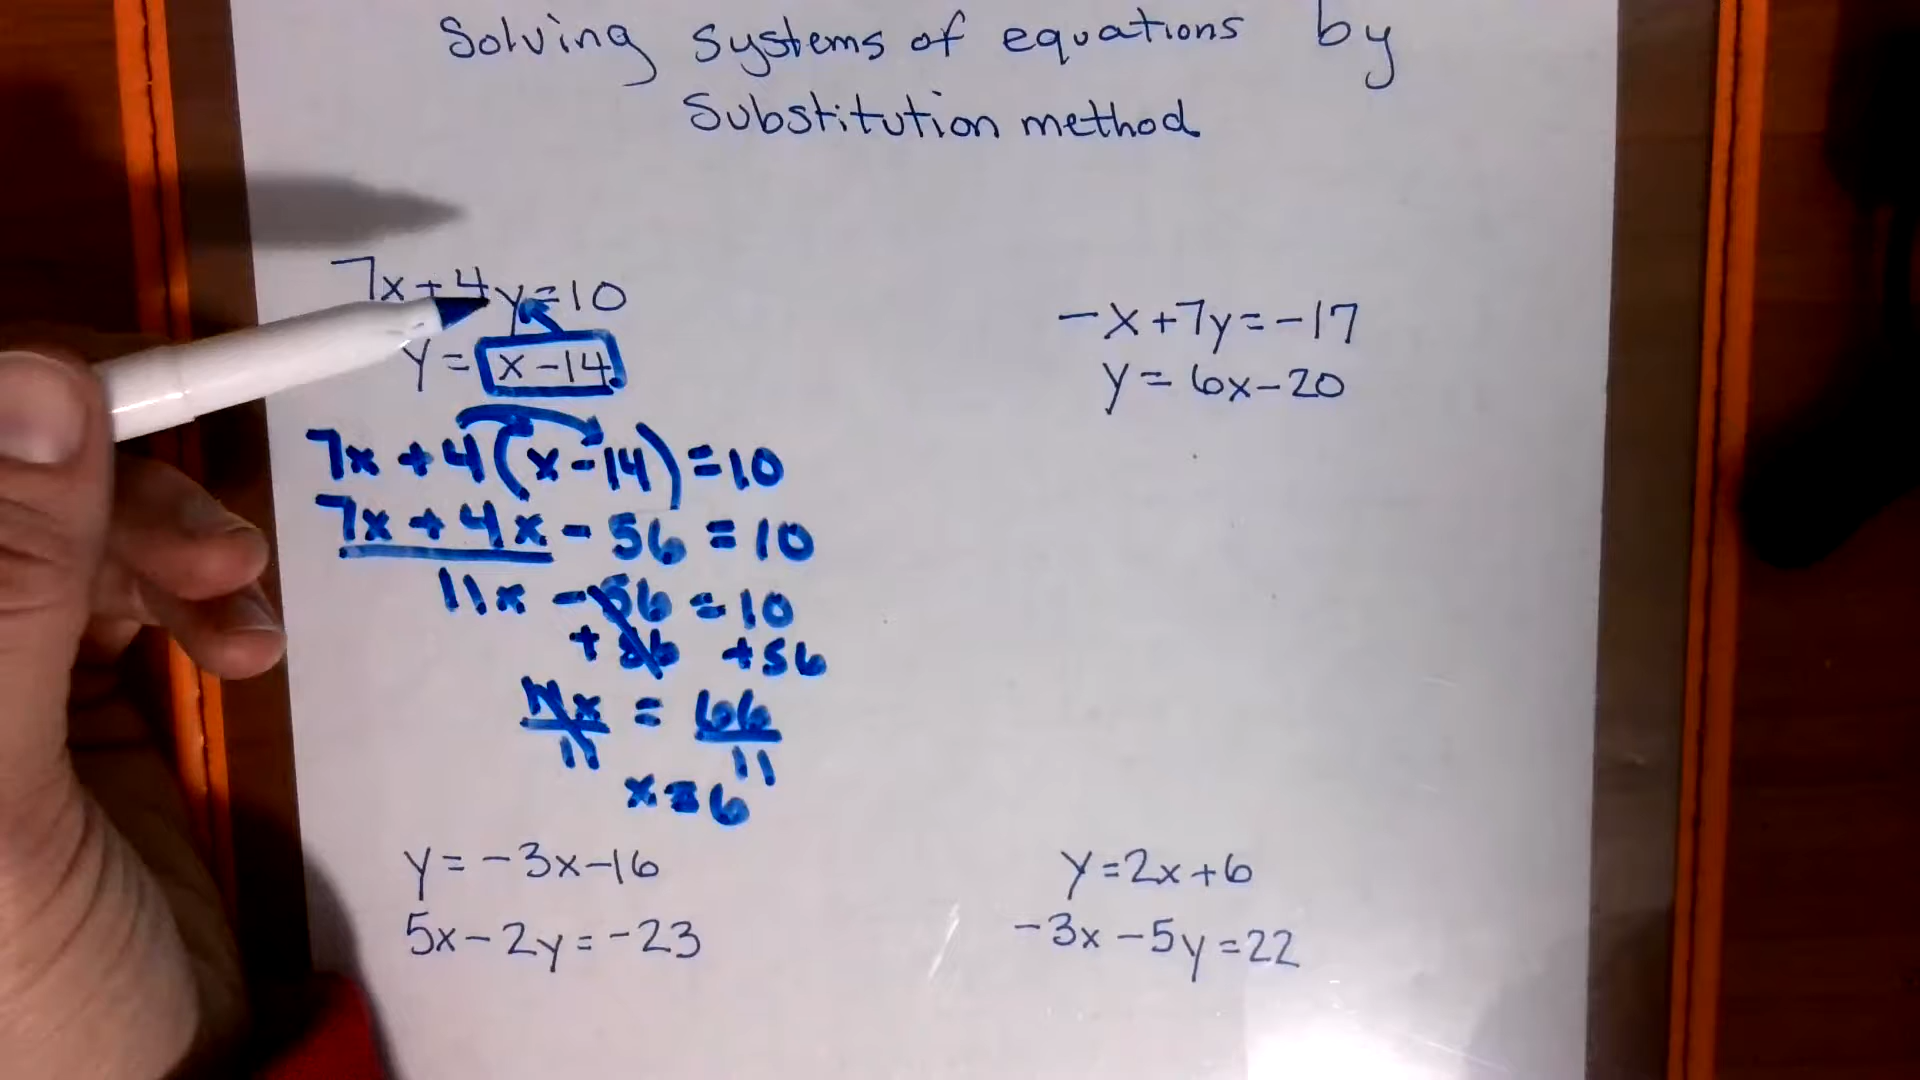 Solving systems of equations by
Substitution method
7x+4y=10
y= x-14
7x+4(x-14)=10
7x+4x-56=10
11x-56=10
+56 +56
11x = 66
11 11
x=6
-x+7y=-17
y=6x-20
y=-3x-16
5x-2y=-23
y=2x+6
-3x-5y=22